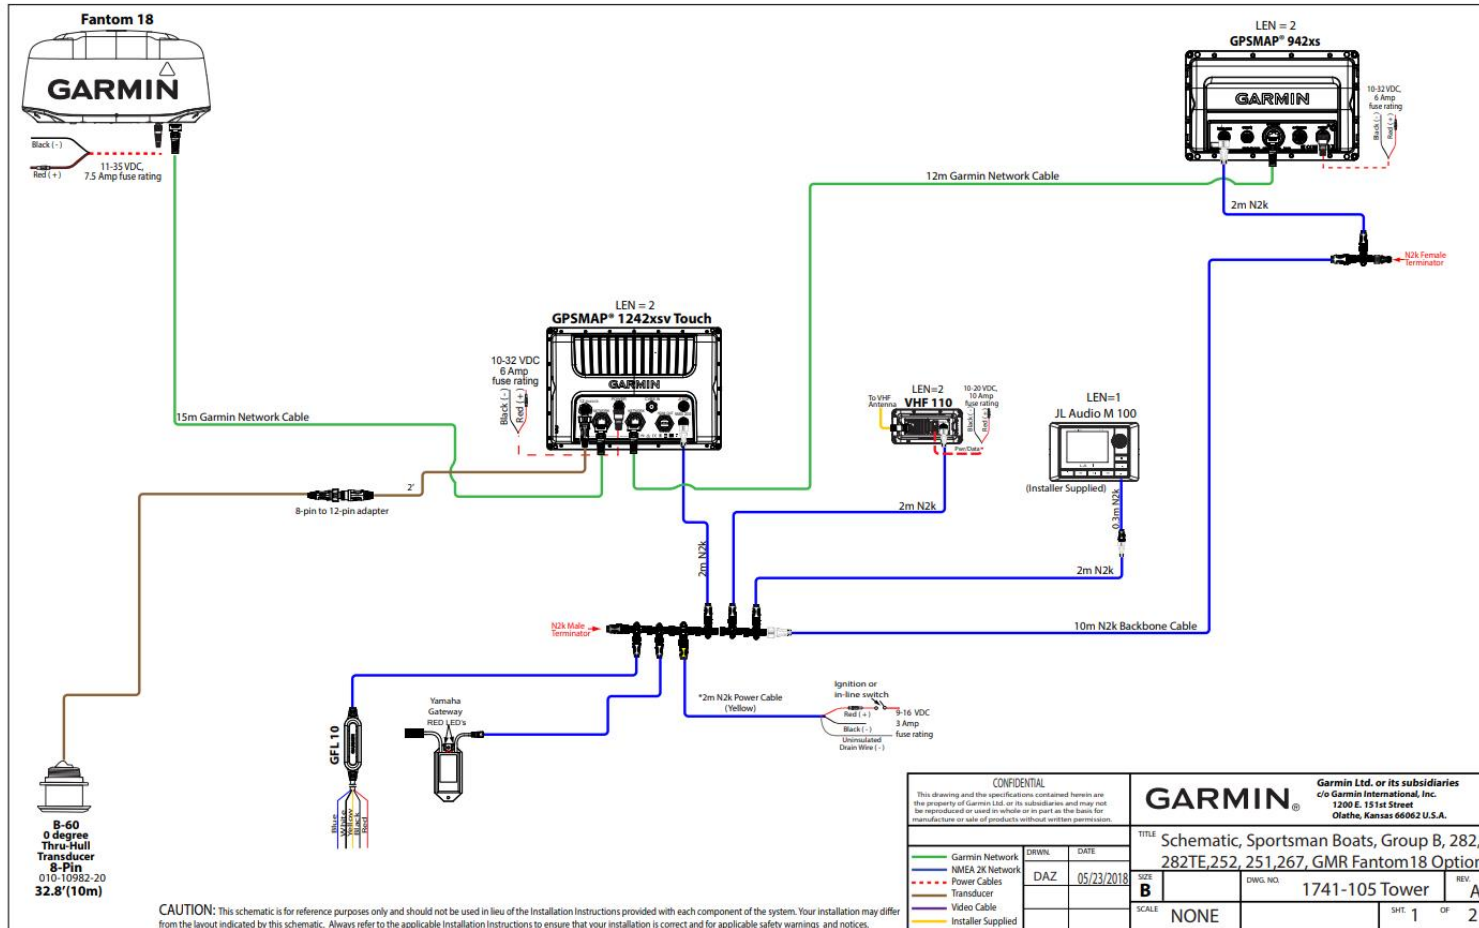 Fantom 18
GARMIN
Black ( - )
Red ( + )
11-35 VDC,
7.5 Amp fuse rating
LEN = 2
GPSMAP® 942xs
GARMIN
10-32 VDC,
6 Amp
fuse rating
Black ( - )
Red ( + )
12m Garmin Network Cable
2m N2k
N2k Female
Terminator
LEN = 2
GPSMAP® 1242xsv Touch
10-32 VDC
6 Amp
fuse rating
Black ( - )
Red ( + )
GARMIN
15m Garmin Network Cable
2'
8-pin to 12-pin adapter
To VHF
Antenna
LEN=2
VHF 110
10-20 VDC,
10 Amp
fuse rating
Black ( - )
Red ( + )
Pwr/Data*
LEN=1
JL Audio M 100
(Installer Supplied)
0.3m N2k
2m N2k
2m N2k
2m N2k
N2k Male
Terminator
10m N2k Backbone Cable
*2m N2k Power Cable
(Yellow)
Ignition or
in-line switch
Red ( + )
Black ( - )
Uninsulated
Drain Wire ( - )
9-16 VDC
3 Amp
fuse rating
Yamaha
Gateway
RED LED's
GFL 10
GARMIN
Blue
White
Yellow
Black
Red
B-60
0 degree
Thru-Hull
Transducer
8-Pin
010-10982-20
32.8'(10m)
CONFIDENTIAL
This drawing and the specifications contained herein are
the property of Garmin Ltd. or its subsidiaries and may not
be reproduced or used in whole or in part as the basis for
manufacture or sale of products without written permission.
GARMIN®
Garmin Ltd. or its subsidiaries
c/o Garmin International, Inc.
1200 E. 151st Street
Olathe, Kansas 66062 U.S.A.
TITLE Schematic, Sportsman Boats, Group B, 282,
282TE,252, 251,267, GMR Fantom18 Option
Garmin Network
NMEA 2K Network
Power Cables
Transducer
Video Cable
Installer Supplied
DRWN. DATE
DAZ 05/23/2018
SIZE B
DWG. NO. 1741-105 Tower
REV. A
SCALE NONE
SHT. 1 OF 2
CAUTION: This schematic is for reference purposes only and should not be used in lieu of the Installation Instructions provided with each component of the system. Your installation may differ
from the layout indicated by this schematic. Always refer to the applicable Installation Instructions to ensure that your installation is correct and for applicable safety warnings and notices.